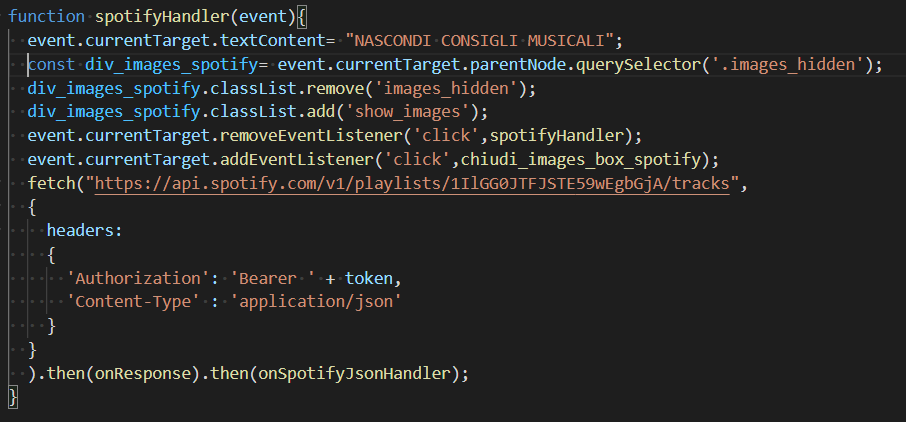 function spotifyHandler(event){
event.currentTarget.textContent= "NASCONDI CONSIGLI MUSICALI";
const div_images_spotify= event.currentTarget.parentNode.querySelector('.images_hidden');
div_images_spotify.classList.remove('images_hidden');
div_images_spotify.classList.add('show_images');
event.currentTarget.removeEventListener('click',spotifyHandler);
event.currentTarget.addEventListener('click',chiudi_images_box_spotify);
fetch("https://api.spotify.com/v1/playlists/1IlGG0JTFJSTE59wEgbGjA/tracks",
{
headers:
{
'Authorization': 'Bearer ' + token,
'Content-Type' : 'application/json'
}
}
).then(onResponse).then(onSpotifyJsonHandler);
}